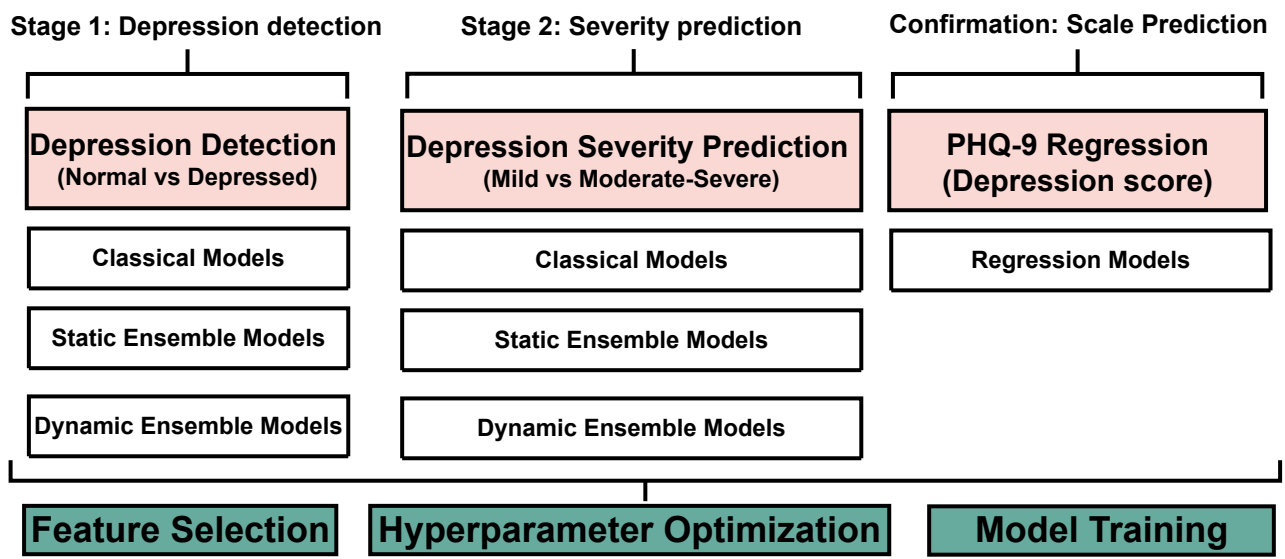 Stage 1: Depression detection
Stage 2: Severity prediction
Confirmation: Scale Prediction
Depression Detection
(Normal vs Depressed)
Depression Severity Prediction
(Mild vs Moderate-Severe)
PHQ-9 Regression
(Depression score)
Classical Models
Classical Models
Regression Models
Static Ensemble Models
Static Ensemble Models
Dynamic Ensemble Models
Dynamic Ensemble Models
Feature Selection
Hyperparameter Optimization
Model Training